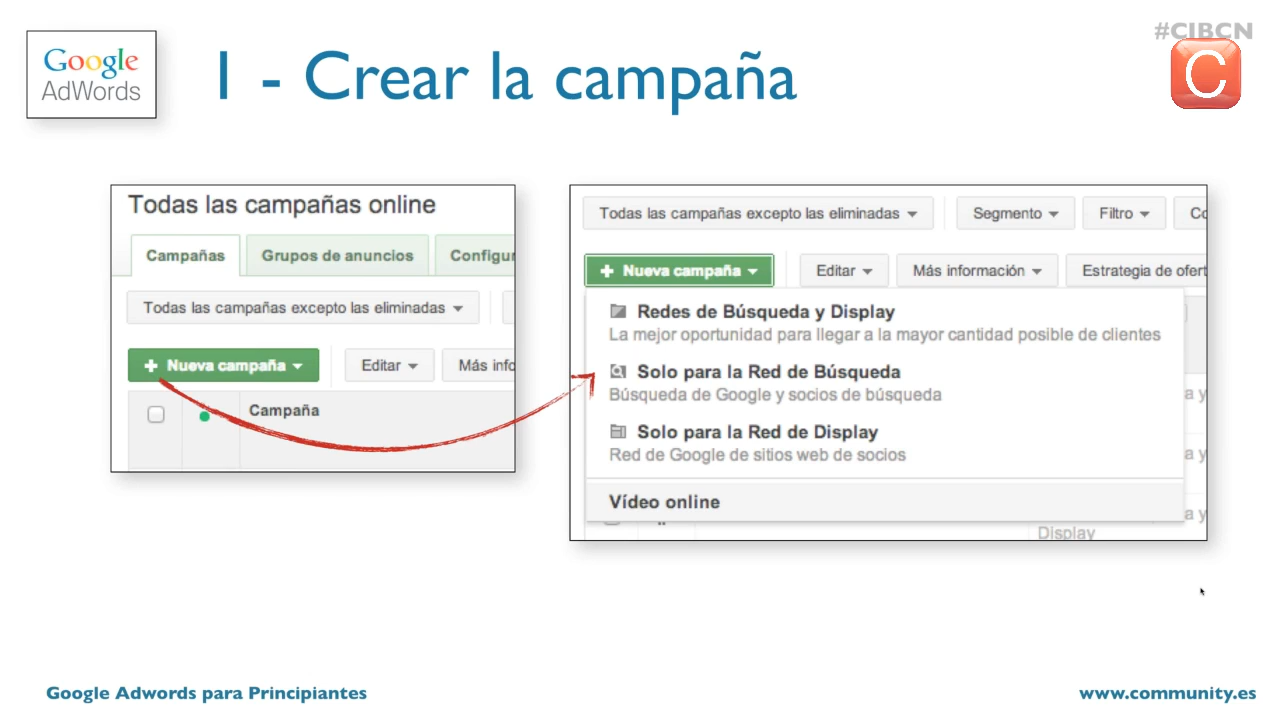 #CIBCN
Google
AdWords
1 - Crear la campaña
C
Todas las campañas online
Campañas
Grupos de anuncios
Configur
Todas las campañas excepto las eliminadas
+ Nueva campaña
Editar
Más info
Campaña
Todas las campañas excepto las eliminadas
Segmento
Filtro
Co
+ Nueva campaña
Editar
Más información
Estrategia de ofert
Redes de Búsqueda y Display
La mejor oportunidad para llegar a la mayor cantidad posible de clientes
Solo para la Red de Búsqueda
Búsqueda de Google y socios de búsqueda
a y
Solo para la Red de Display
Red de Google de sitios web de socios
a y
Vídeo online
a y
Display
Google Adwords para Principiantes
www.community.es